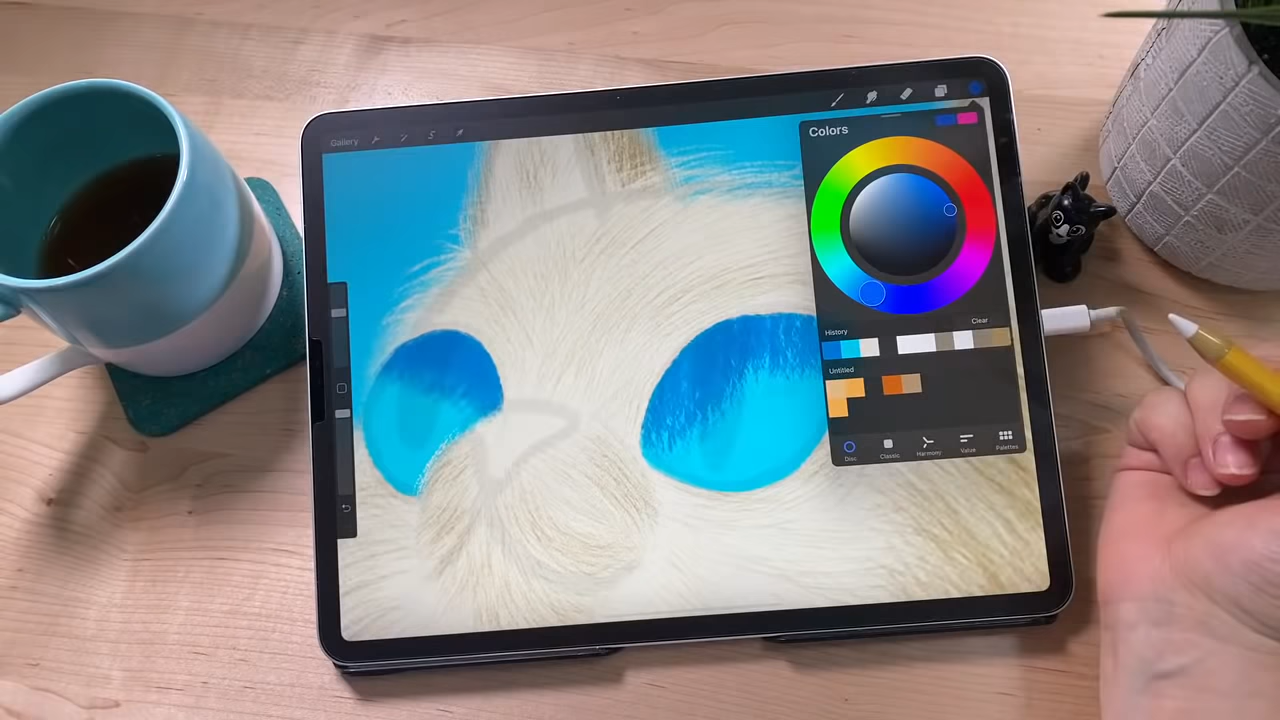 Gallery
Colors
History
Clear
Untitled
Disc
Classic
Harmony
Value
Palettes